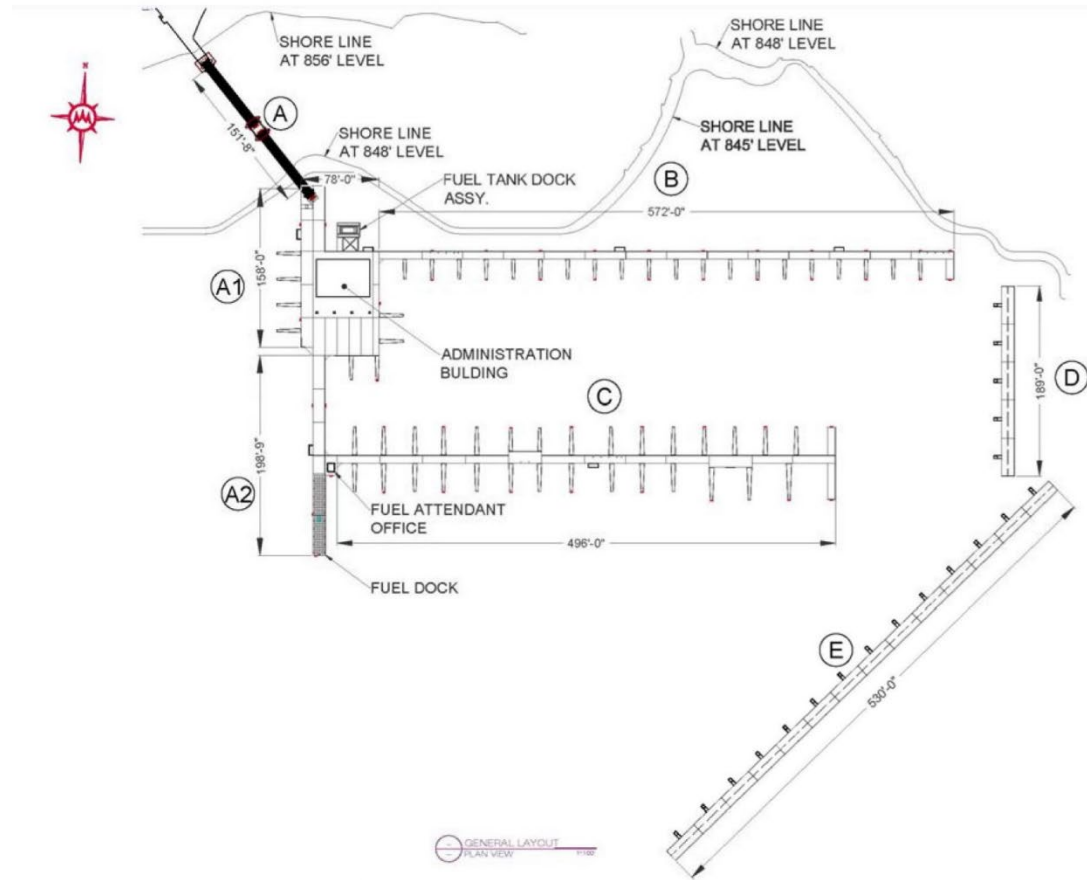 N
SHORE LINE
AT 856' LEVEL
SHORE LINE
AT 848' LEVEL
A
151'-8"
SHORE LINE
AT 848' LEVEL
SHORE LINE
AT 845' LEVEL
78'-0"
FUEL TANK DOCK
ASSY.
B
572'-0"
A1
158'-0"
ADMINISTRATION
BULDING
D
189'-0"
C
A2
198'-9"
FUEL ATTENDANT
OFFICE
496'-0"
FUEL DOCK
E
530'-0"
GENERAL LAYOUT
PLAN VIEW